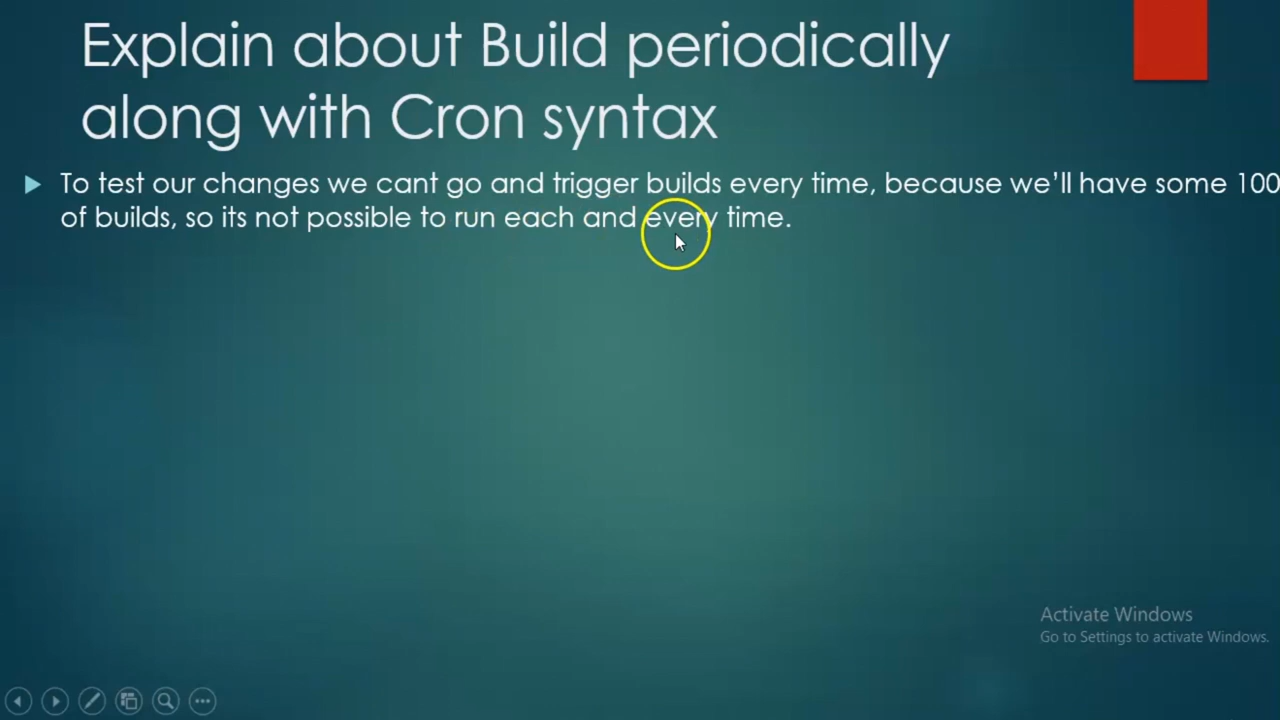 Explain about Build periodically
along with Cron syntax
To test our changes we cant go and trigger builds every time, because we'll have some 100
of builds, so its not possible to run each and every time.
Activate Windows
Go to Settings to activate Windows.